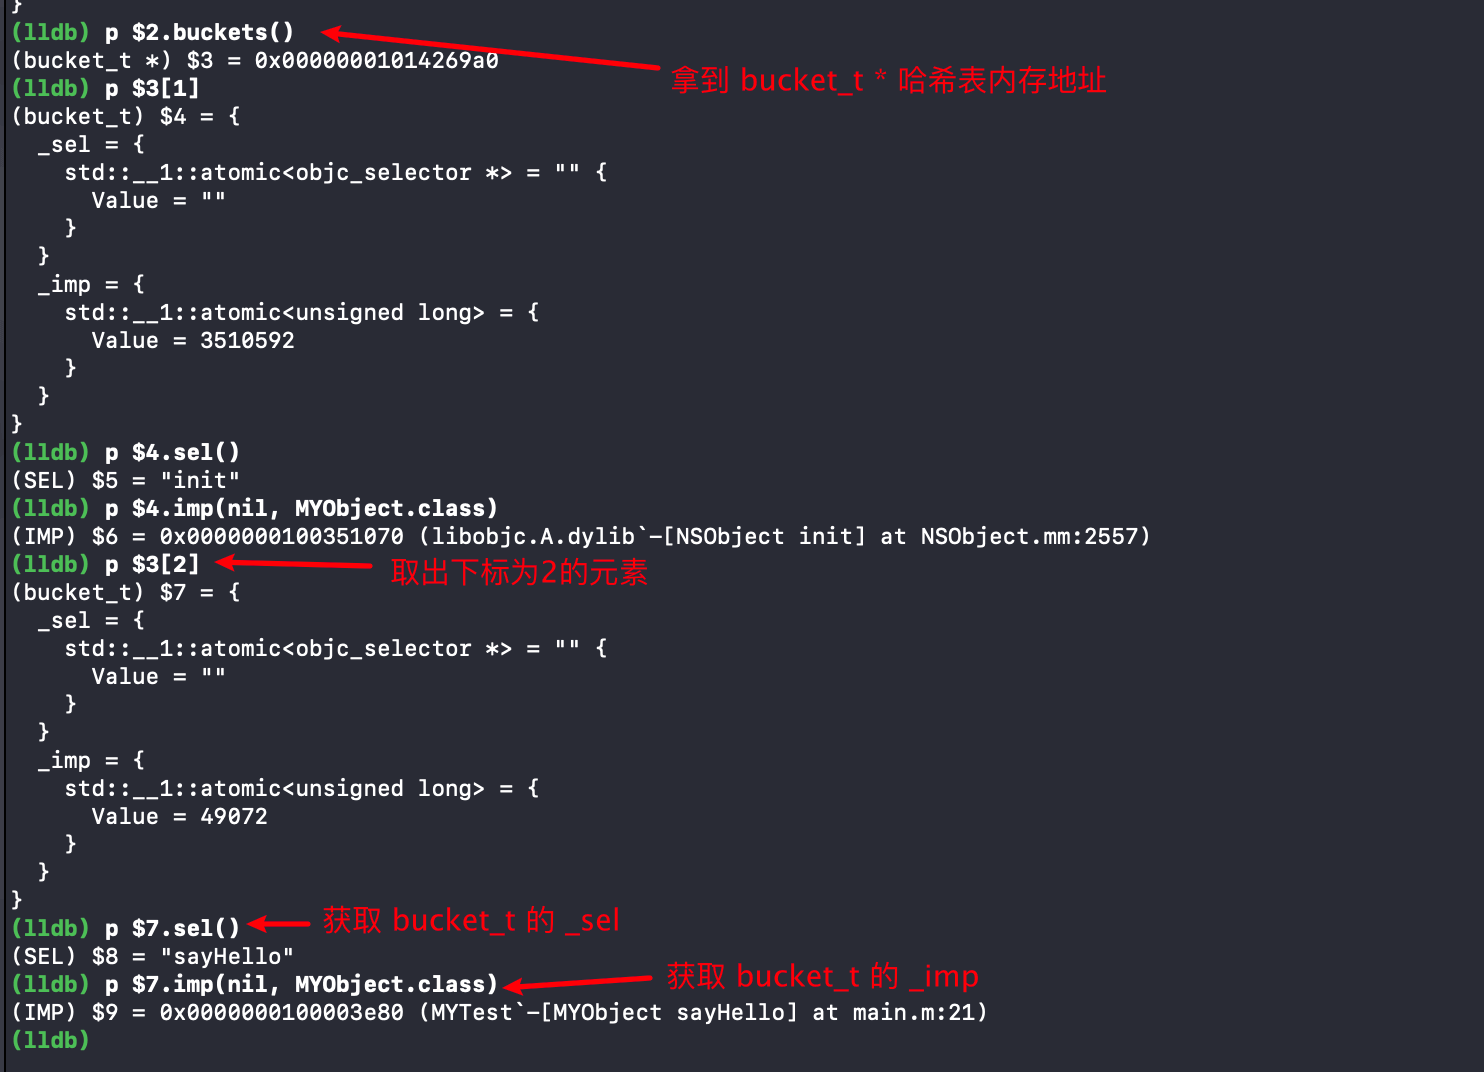 }
(lldb) p $2.buckets()
(bucket_t *) $3 = 0x00000001014269a0
拿到 bucket_t * 哈希表内存地址
(lldb) p $3[1]
(bucket_t) $4 = {
  _sel = {
    std::__1::atomic<objc_selector *> = "" {
      Value = ""
    }
  }
  _imp = {
    std::__1::atomic<unsigned long> = {
      Value = 3510592
    }
  }
}
(lldb) p $4.sel()
(SEL) $5 = "init"
(lldb) p $4.imp(nil, MYObject.class)
(IMP) $6 = 0x0000000100351070 (libobjc.A.dylib`-[NSObject init] at NSObject.mm:2557)
(lldb) p $3[2]
取出下标为2的元素
(bucket_t) $7 = {
  _sel = {
    std::__1::atomic<objc_selector *> = "" {
      Value = ""
    }
  }
  _imp = {
    std::__1::atomic<unsigned long> = {
      Value = 49072
    }
  }
}
(lldb) p $7.sel()
获取 bucket_t 的 _sel
(SEL) $8 = "sayHello"
(lldb) p $7.imp(nil, MYObject.class)
获取 bucket_t 的 _imp
(IMP) $9 = 0x0000000100003e80 (MYTest`-[MYObject sayHello] at main.m:21)
(lldb)